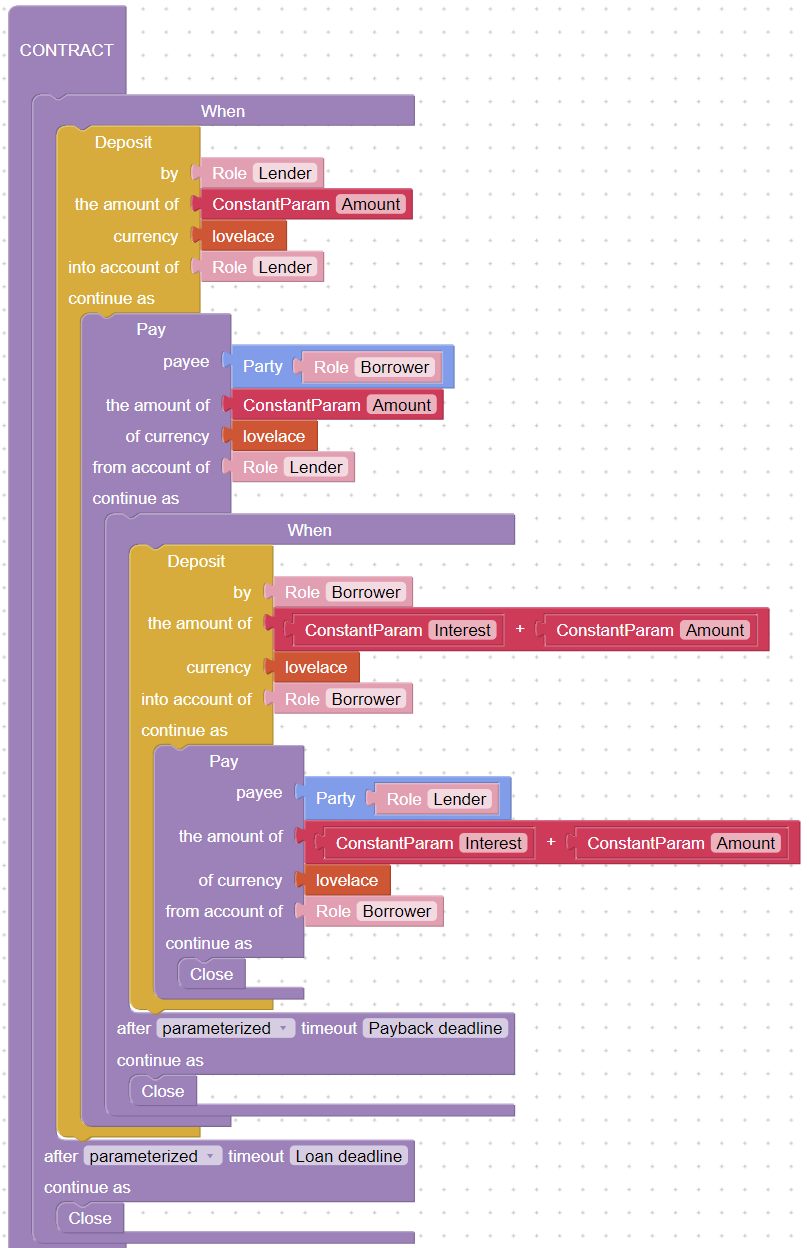 CONTRACT
When
Deposit
by Role Lender
the amount of ConstantParam Amount
currency lovelace
into account of Role Lender
continue as
Pay
payee Party Role Borrower
the amount of ConstantParam Amount
of currency lovelace
from account of Role Lender
continue as
When
Deposit
by Role Borrower
the amount of ConstantParam Interest + ConstantParam Amount
currency lovelace
into account of Role Borrower
continue as
Pay
payee Party Role Lender
the amount of ConstantParam Interest + ConstantParam Amount
of currency lovelace
from account of Role Borrower
continue as
Close
after parameterized timeout Payback deadline
continue as
Close
after parameterized timeout Loan deadline
continue as
Close